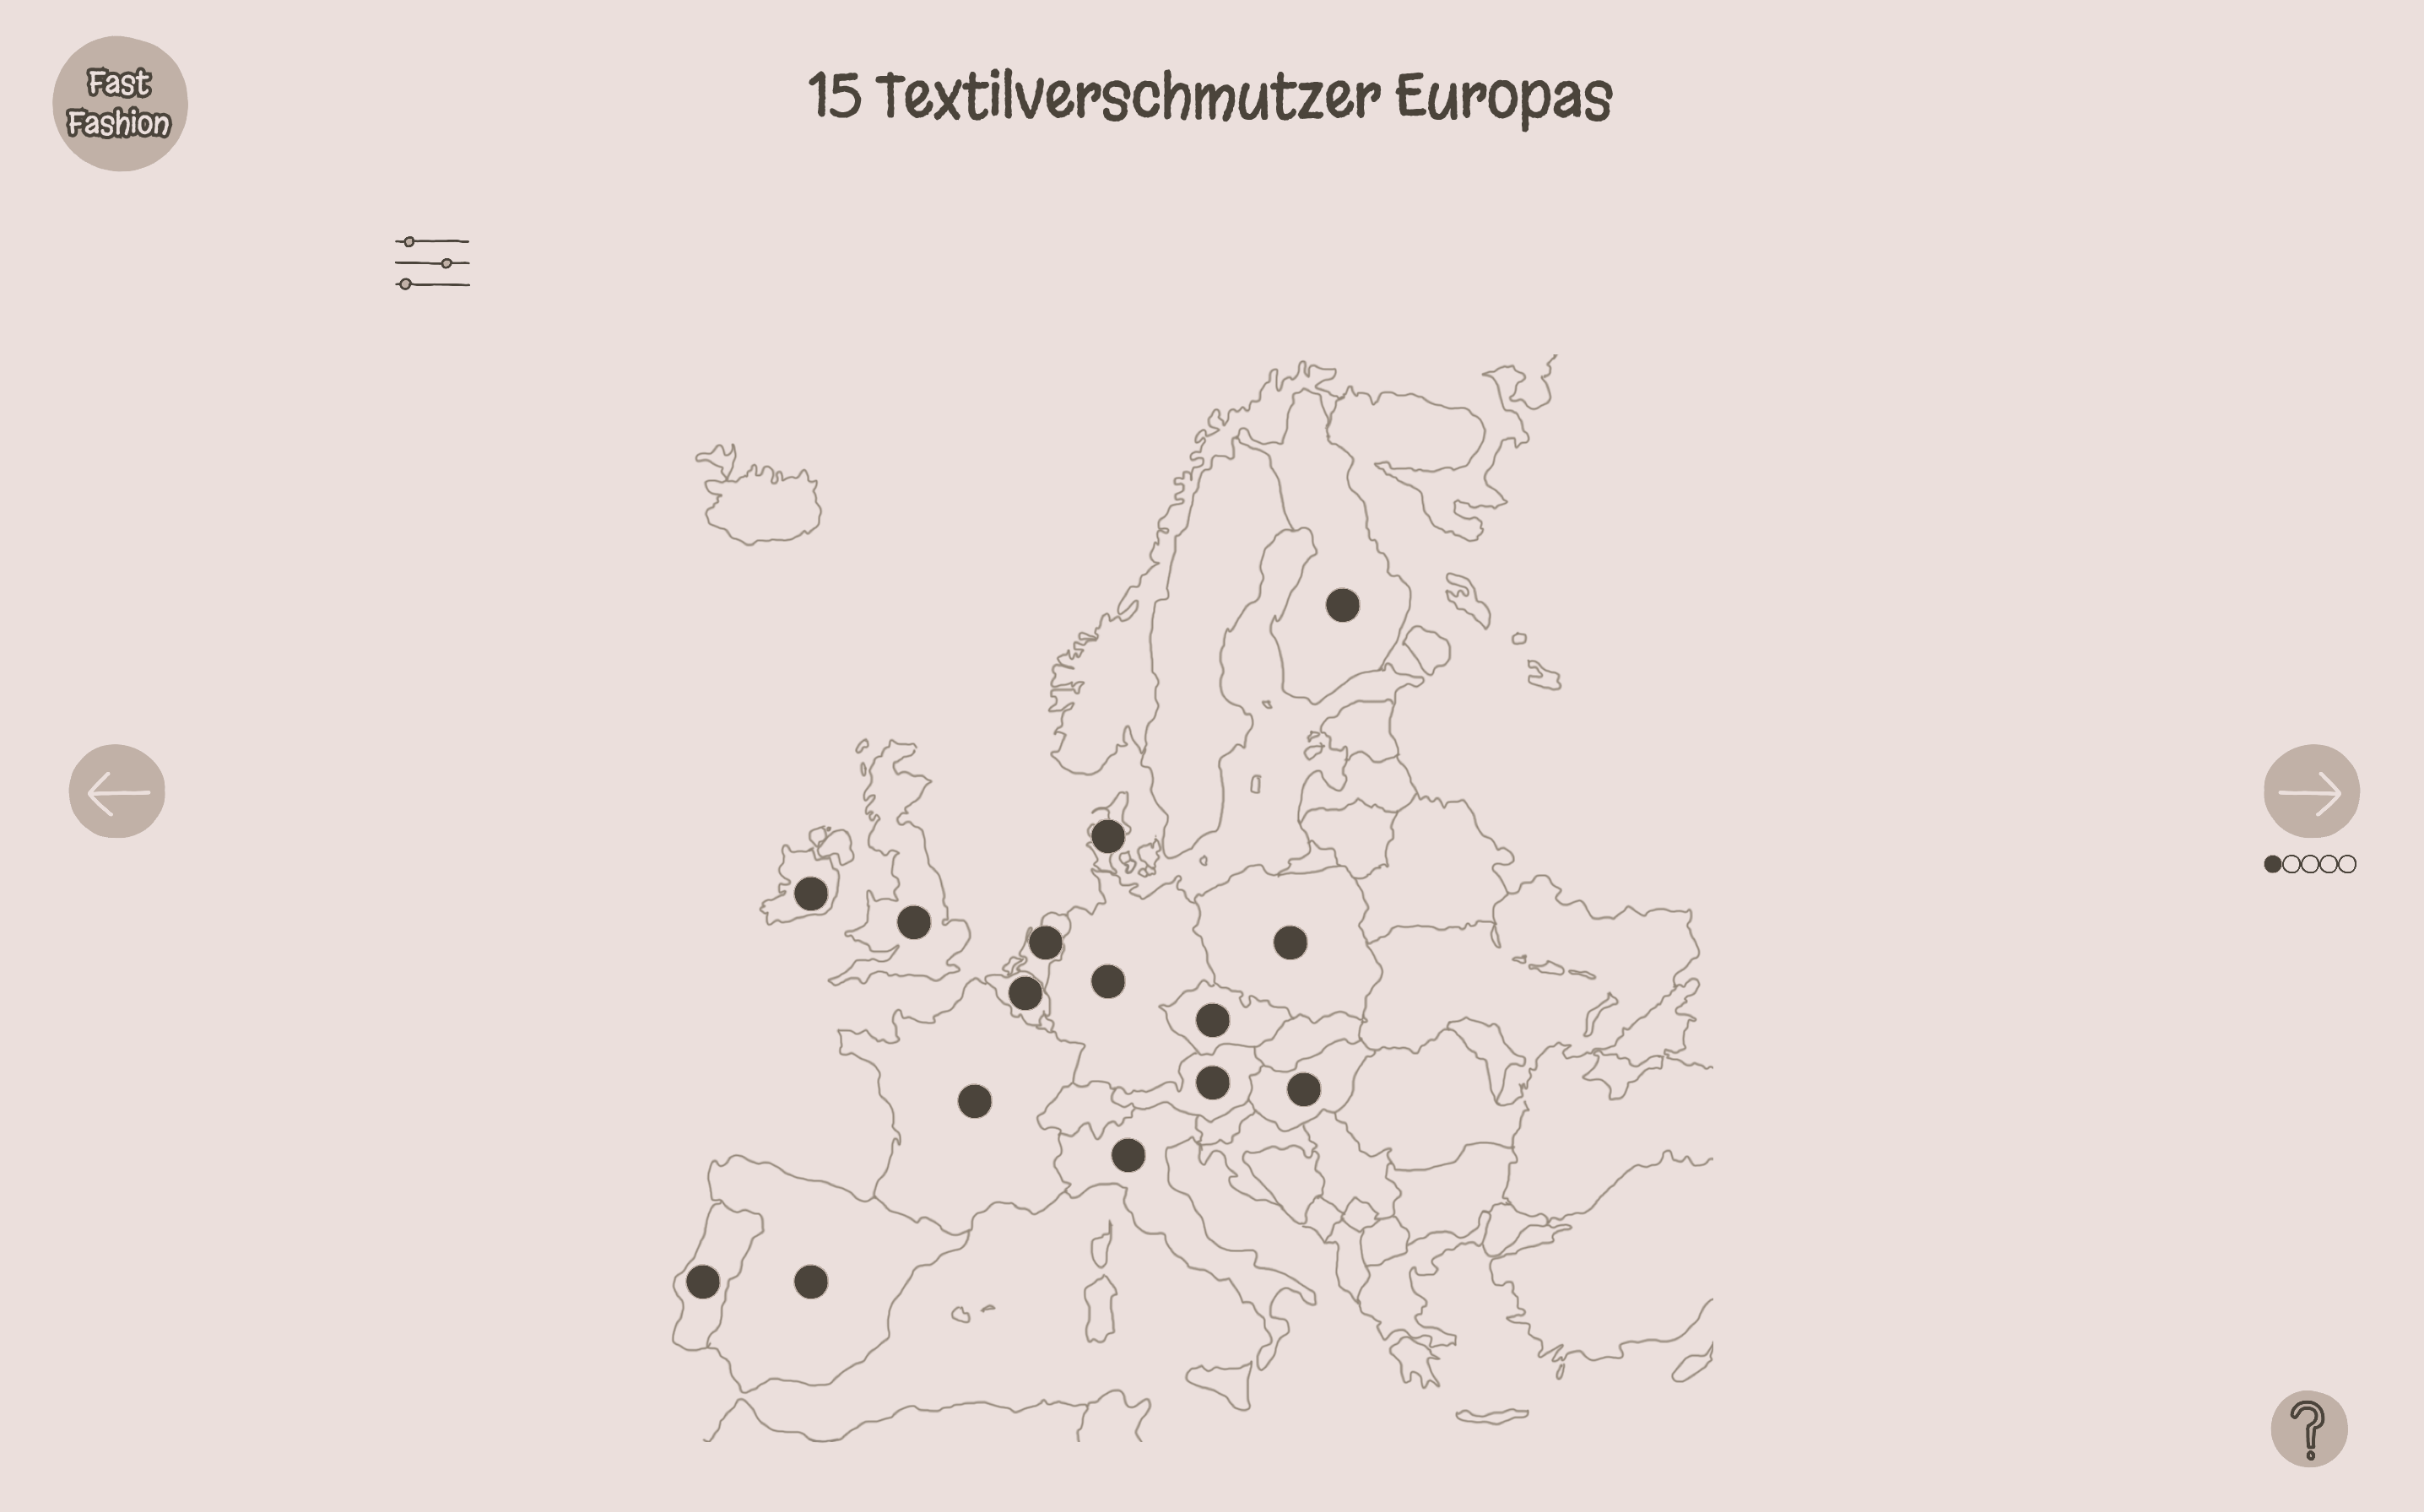 Fast
Fashion
15 Textilverschmutzer Europas
?